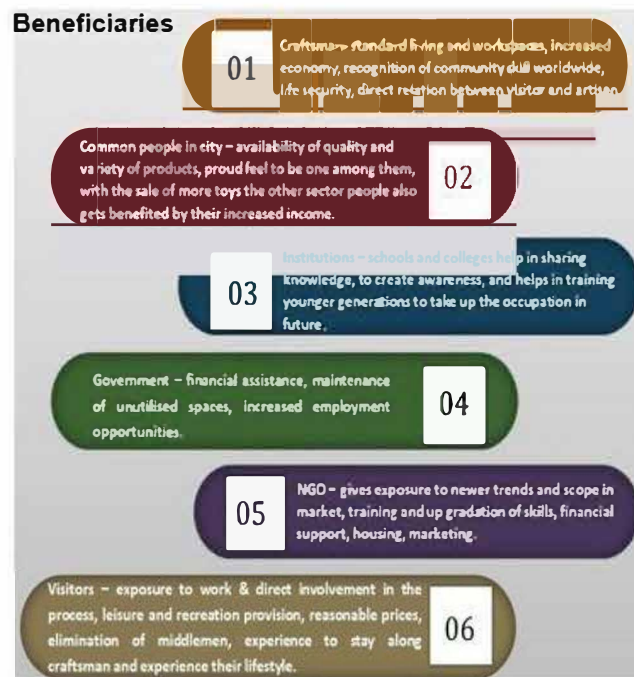 Beneficiaries
01
Craftsman – standard living and workspaces, increased
economy, recognition of community worldwide,
life security, direct relation between visitor and artisen
Common people in city – availability of quality and
variety of products, proud feel to be one among them,
with the sale of more toys the other sector people also
gets benefited by their increased income.
02
03
Institutions – schools and colleges help in sharing
knowledge, to create awareness, and helps in training
younger generations to take up the occupation in
future.
Government – financial assistance, maintenance
of unutilised spaces, increased employment
opportunities.
04
05
NGO – gives exposure to newer trends and scope in
market, training and up gradation of skills, financial
support, housing, marketing.
Visitors – exposure to work & direct involvement in the
process, leisure and recreation provision, reasonable prices,
elimination of middlemen, experience to stay along
craftsman and experience their lifestyle.
06